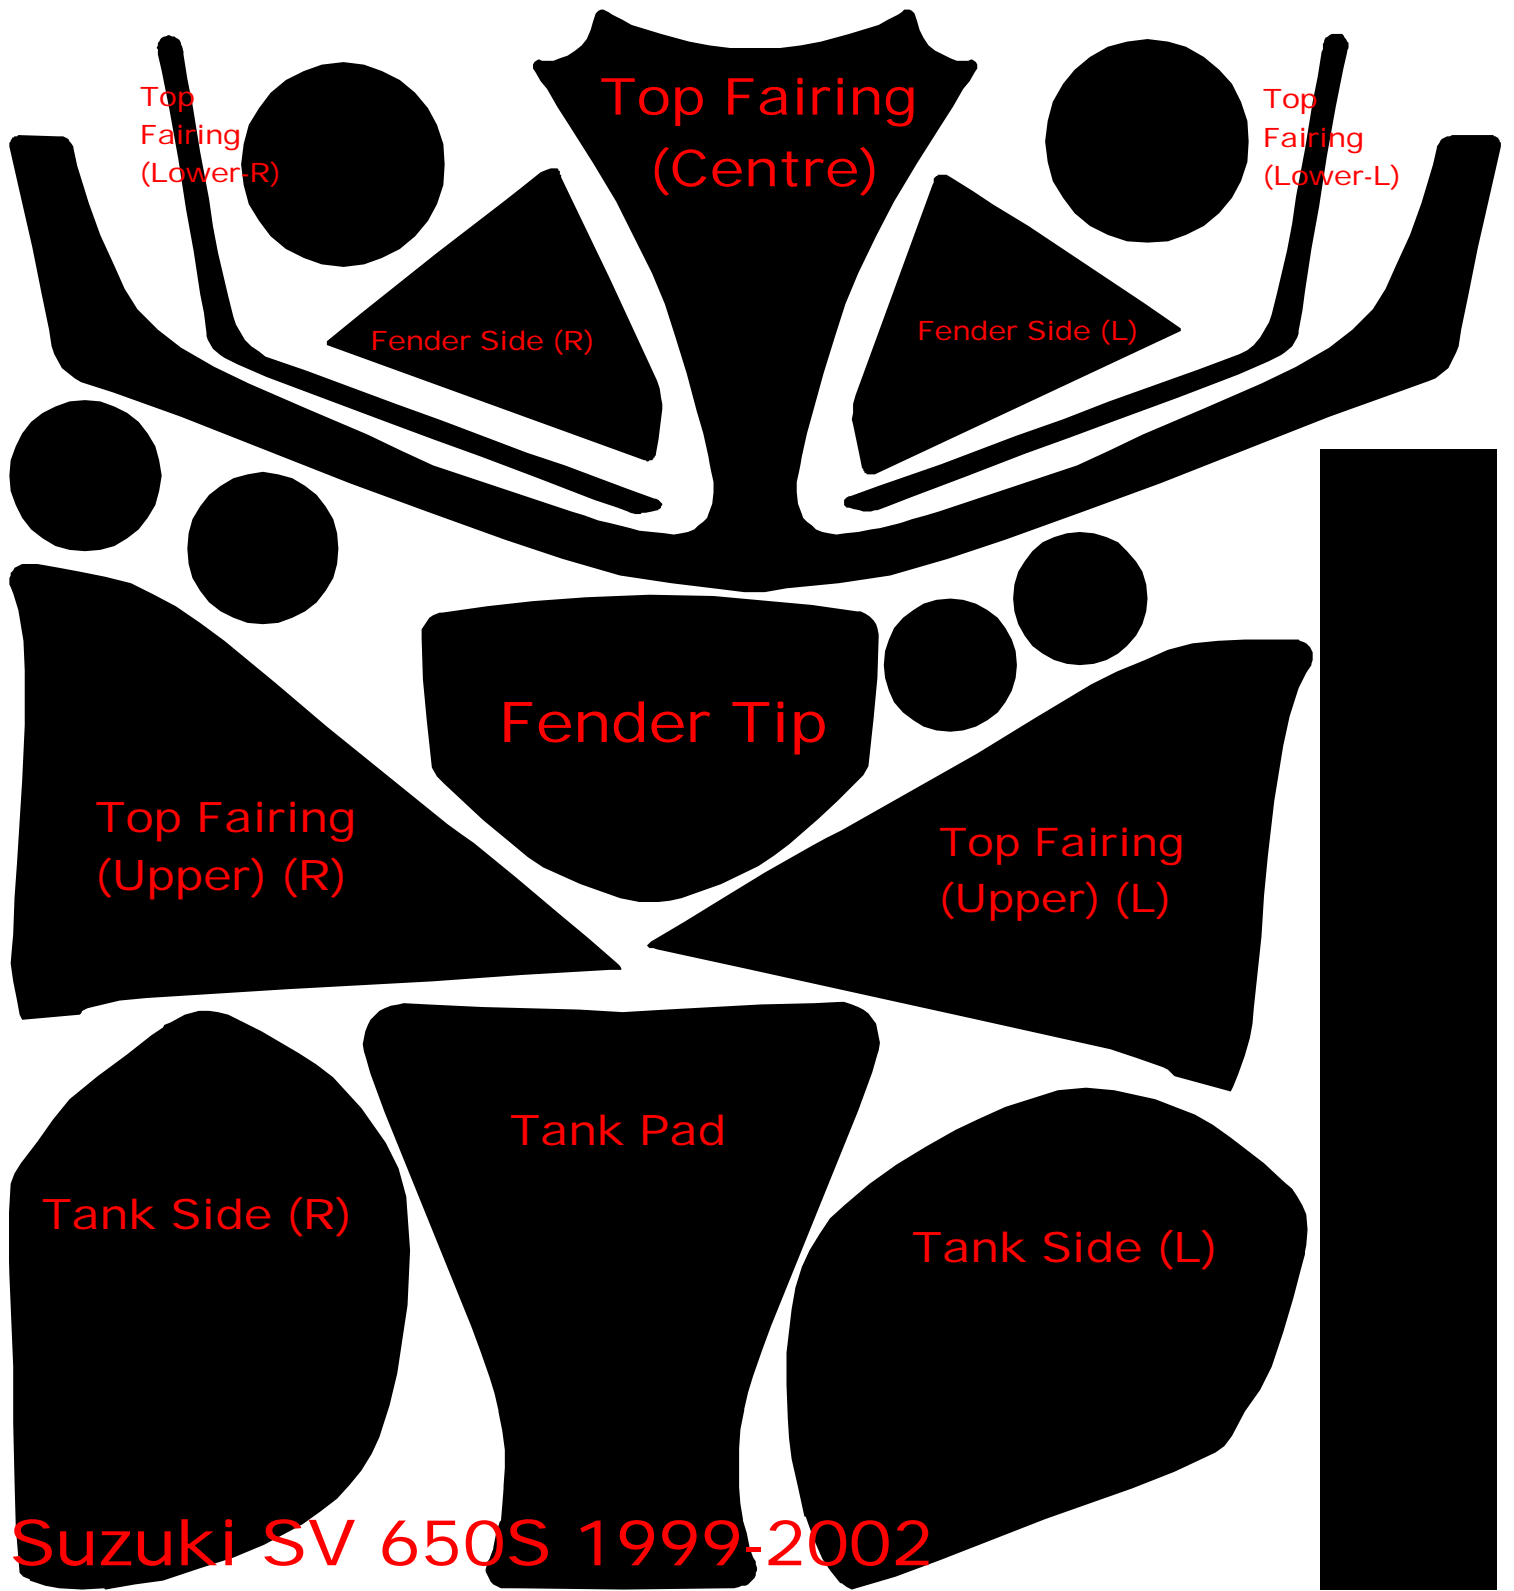 Top Fairing
(Centre)
Top
Fairing
(Lower-R)
Top
Fairing
(Lower-L)
Fender Side (R)
Fender Side (L)
Fender Tip
Top Fairing
(Upper) (R)
Top Fairing
(Upper) (L)
Tank Pad
Tank Side (R)
Tank Side (L)
Suzuki SV 650S 1999-2002